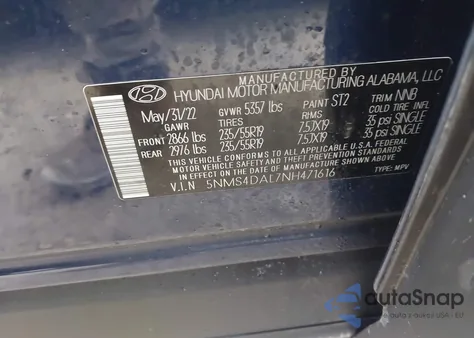 MANUFACTURED BY
HYUNDAI MOTOR MANUFACTURING ALABAMA, LLC
May/31/22 GVWR 5357 lbs PAINT ST2 TRIM NNB
GAWR TIRES RIMS COLD TIRE INFL
FRONT 2866 lbs 235/55R19 7.5JX19 35 psi SINGLE
REAR 2976 lbs 235/55R19 7.5JX19 35 psi SINGLE
THIS VEHICLE CONFORMS TO ALL APPLICABLE U.S.A. FEDERAL
MOTOR VEHICLE SAFETY AND THEFT PREVENTION STANDARDS IN
EFFECT ON THE DATE OF MANUFACTURE SHOWN ABOVE.
V.I.N 5NMS4DAL7NH471616 TYPE: MPV
autoSnap